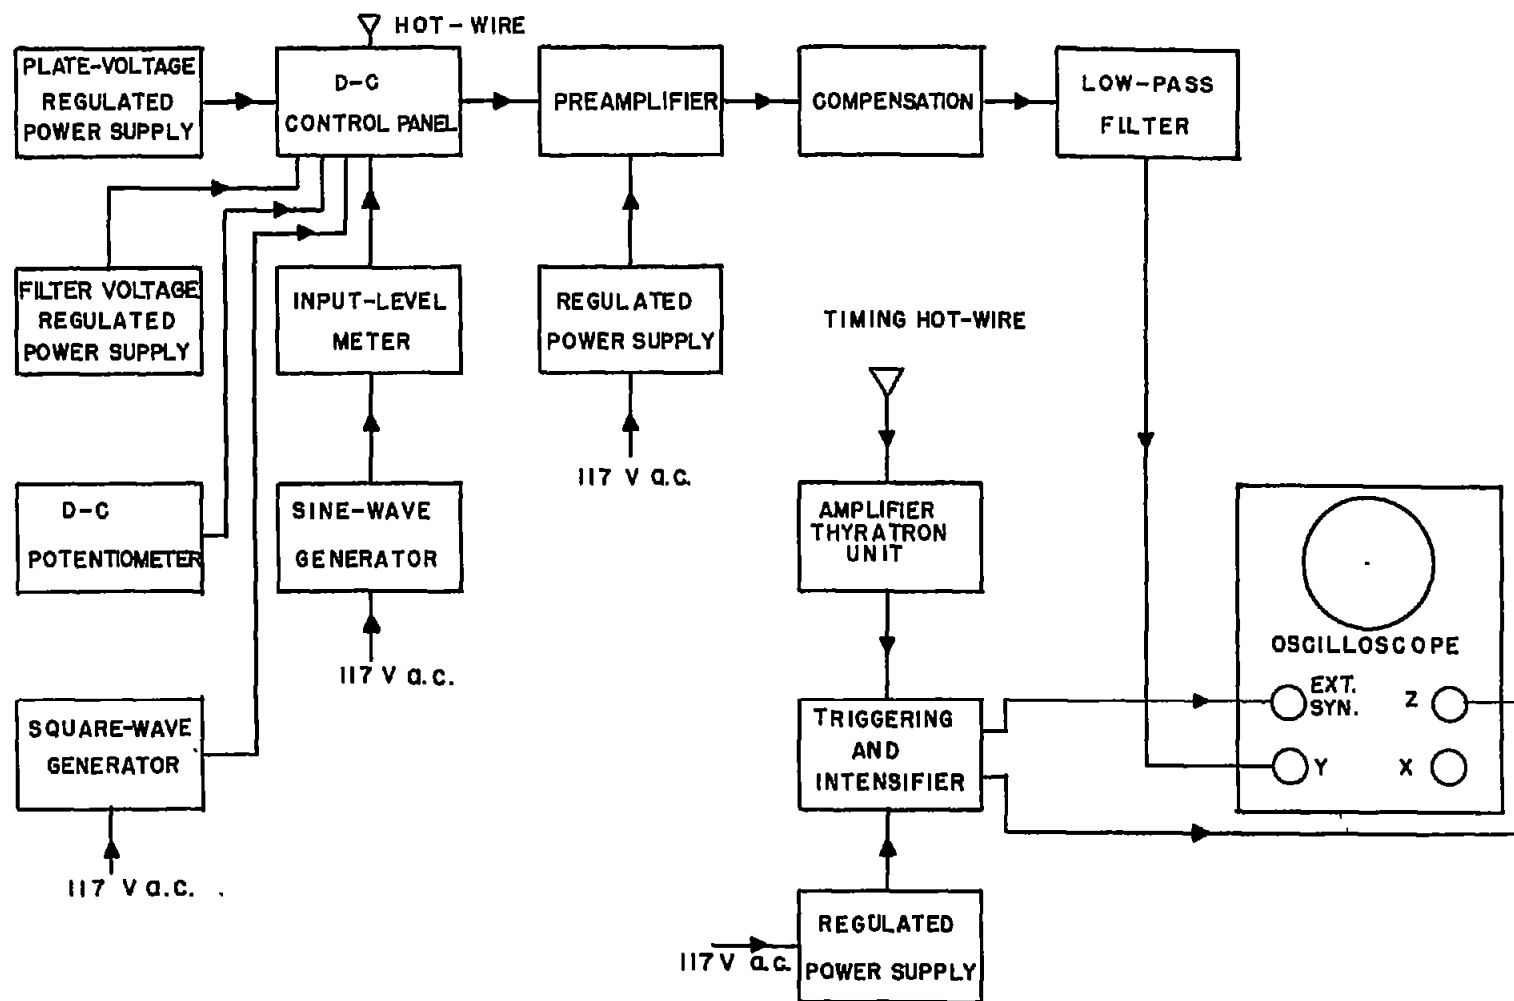 HOT-WIRE
PLATE-VOLTAGE
REGULATED
POWER SUPPLY
D-C
CONTROL PANEL
PREAMPLIFIER
COMPENSATION
LOW-PASS
FILTER
FILTER VOLTAGE
REGULATED
POWER SUPPLY
INPUT-LEVEL
METER
REGULATED
POWER SUPPLY
TIMING HOT-WIRE
117 V a.c.
D-C
POTENTIOMETER
SINE-WAVE
GENERATOR
AMPLIFIER
THYRATRON
UNIT
OSCILLOSCOPE
117 V a.c.
EXT.
SYN.
Z
Y
X
SQUARE-WAVE
GENERATOR
TRIGGERING
AND
INTENSIFIER
117 V a.c.
REGULATED
POWER SUPPLY
117 V a.c.